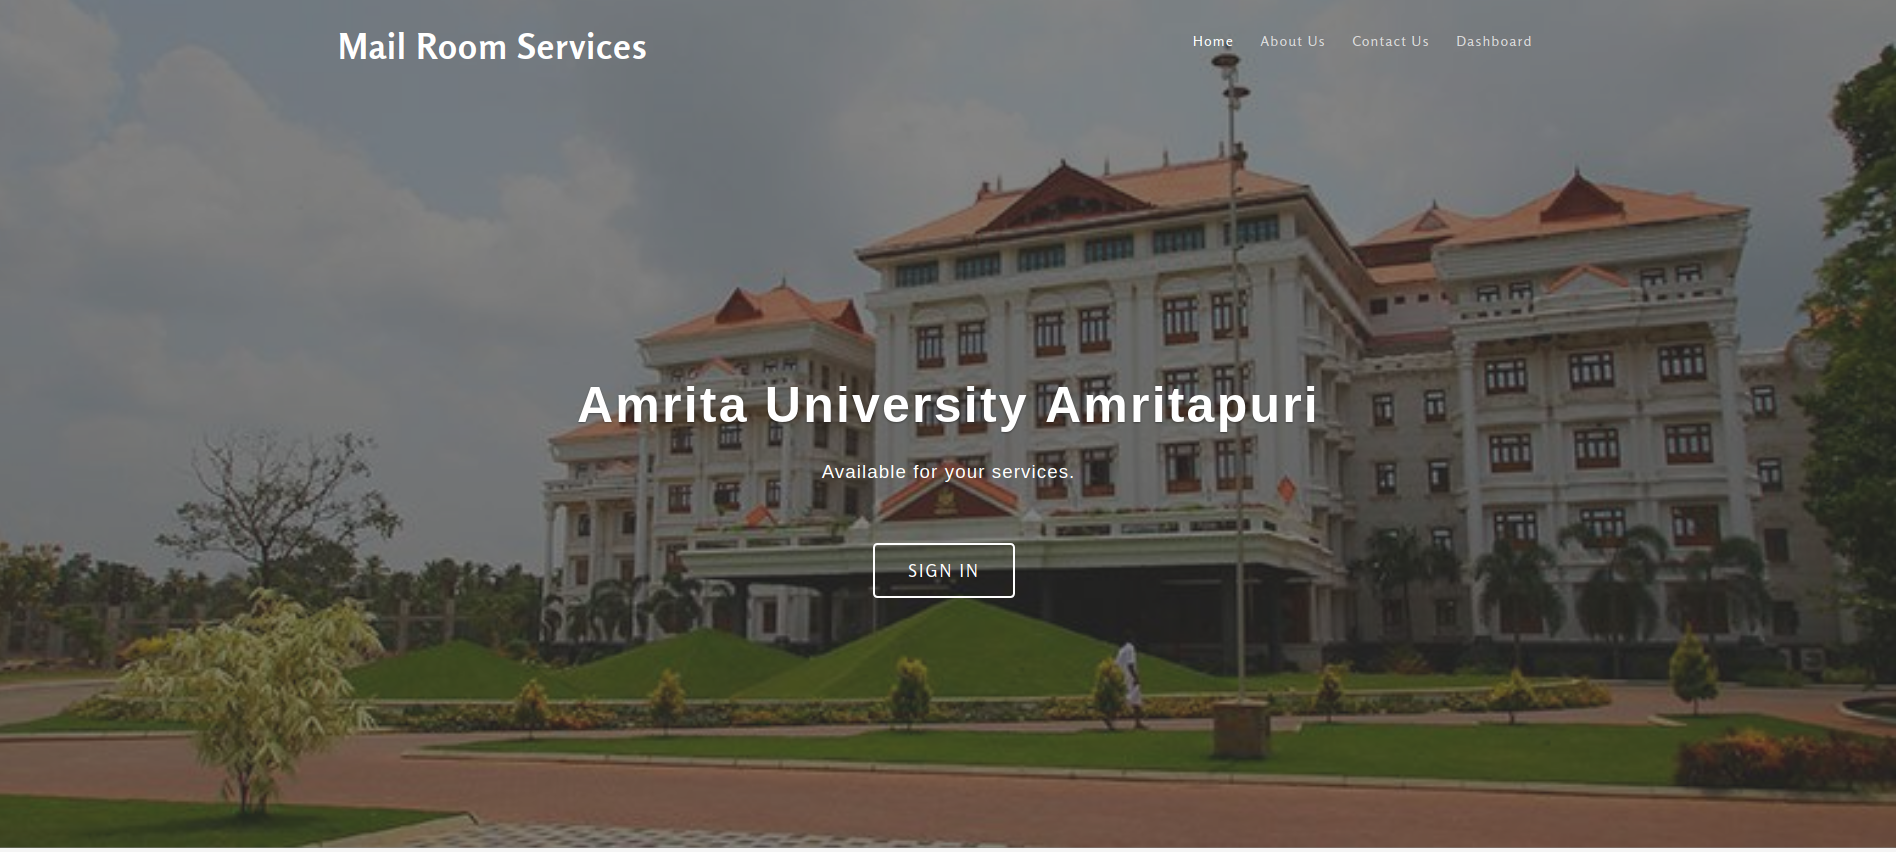 Mail Room Services
Home About Us Contact Us Dashboard
Amrita University Amritapuri
Available for your services.
SIGN IN